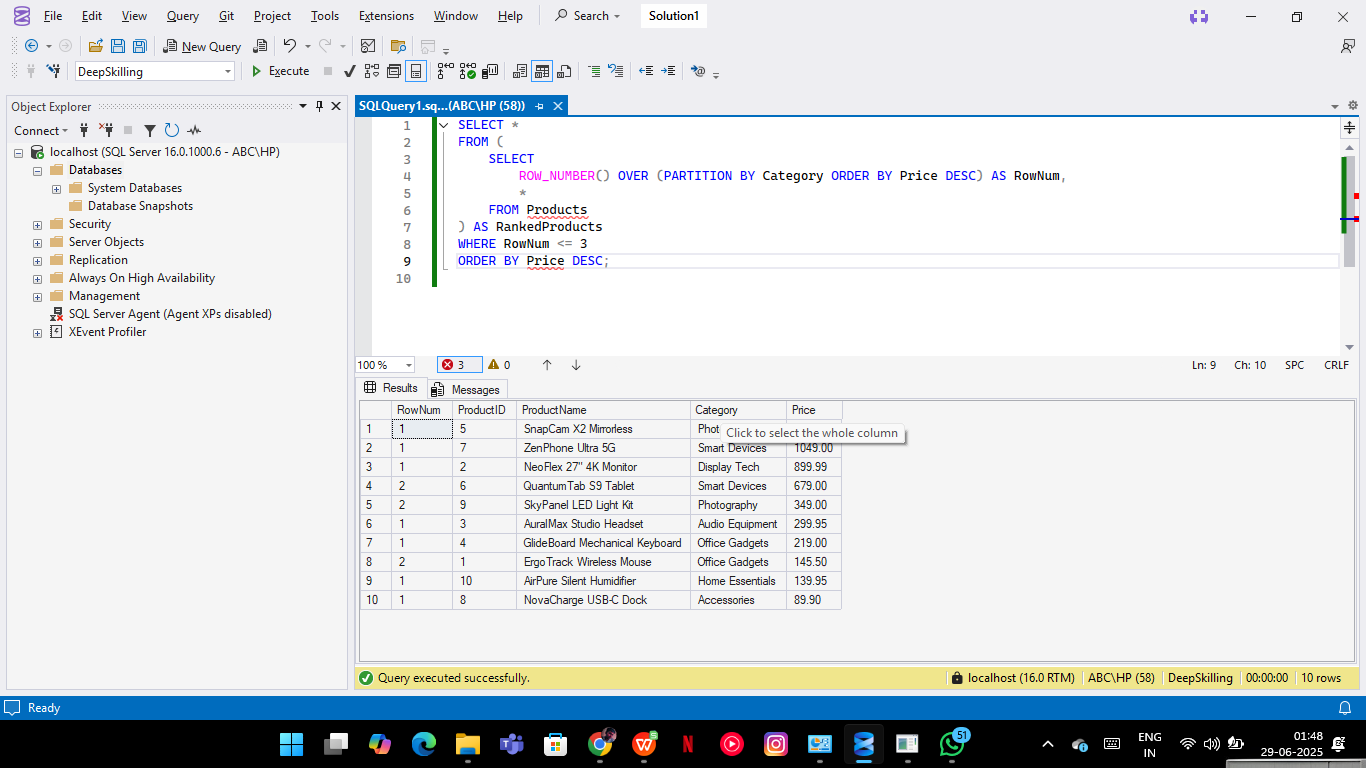 File Edit View Query Git Project Tools Extensions Window Help Search Solution1
New Query
DeepSkilling Execute
Object Explorer
Connect
localhost (SQL Server 16.0.1000.6 - ABC\HP)
Databases
System Databases
Database Snapshots
Security
Server Objects
Replication
Always On High Availability
Management
SQL Server Agent (Agent XPs disabled)
XEvent Profiler
SQLQuery1.sq...(ABC\HP (58))
1 SELECT *
2 FROM (
3 SELECT
4 ROW_NUMBER() OVER (PARTITION BY Category ORDER BY Price DESC) AS RowNum,
5 *
6 FROM Products
7 ) AS RankedProducts
8 WHERE RowNum <= 3
9 ORDER BY Price DESC;
10
100 % 3 0 Ln: 9 Ch: 10 SPC CRLF
Results Messages
RowNum ProductID ProductName Category Price
1 1 5 SnapCam X2 Mirrorless Phot
Click to select the whole column
2 1 7 ZenPhone Ultra 5G Smart Devices 1049.00
3 1 2 NeoFlex 27" 4K Monitor Display Tech 899.99
4 2 6 QuantumTab S9 Tablet Smart Devices 679.00
5 2 9 SkyPanel LED Light Kit Photography 349.00
6 1 3 AuralMax Studio Headset Audio Equipment 299.95
7 1 4 GlideBoard Mechanical Keyboard Office Gadgets 219.00
8 2 1 ErgoTrack Wireless Mouse Office Gadgets 145.50
9 1 10 AirPure Silent Humidifier Home Essentials 139.95
10 1 8 NovaCharge USB-C Dock Accessories 89.90
Query executed successfully. localhost (16.0 RTM) ABC\HP (58) DeepSkilling 00:00:00 10 rows
Ready
51
ENG
IN
01:48
29-06-2025